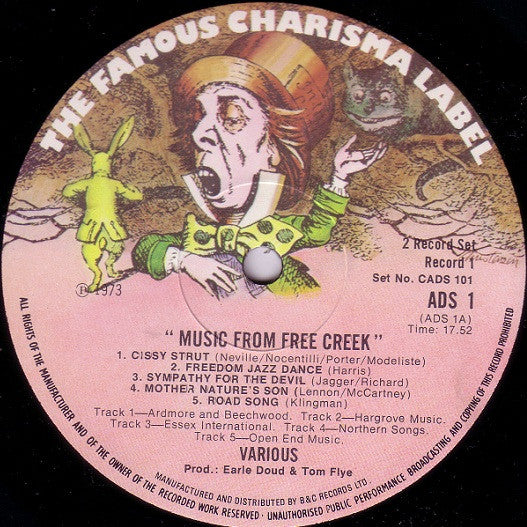 THE FAMOUS CHARISMA LABEL
2 Record Set
Record 1
Set No. CADS 101
ADS 1
(ADS 1A)
Time: 17.52
℗ 1973
"MUSIC FROM FREE CREEK"
1. CISSY STRUT (Neville/Nocentilli/Porter/Modeliste)
2. FREEDOM JAZZ DANCE (Harris)
3. SYMPATHY FOR THE DEVIL (Jagger/Richard)
4. MOTHER NATURE'S SON (Lennon/McCartney)
5. ROAD SONG (Klingman)
Track 1—Ardmore and Beechwood. Track 2—Hargrove Music.
Track 3—Essex International. Track 4—Northern Songs.
Track 5—Open End Music.
VARIOUS
Prod.: Earle Doud & Tom Flye
MANUFACTURED AND DISTRIBUTED BY B&C RECORDS LTD.
ALL RIGHTS OF THE MANUFACTURER AND OF THE OWNER OF THE RECORDED WORK RESERVED — UNAUTHORISED PUBLIC PERFORMANCE BROADCASTING AND COPYING OF THIS RECORD PROHIBITED